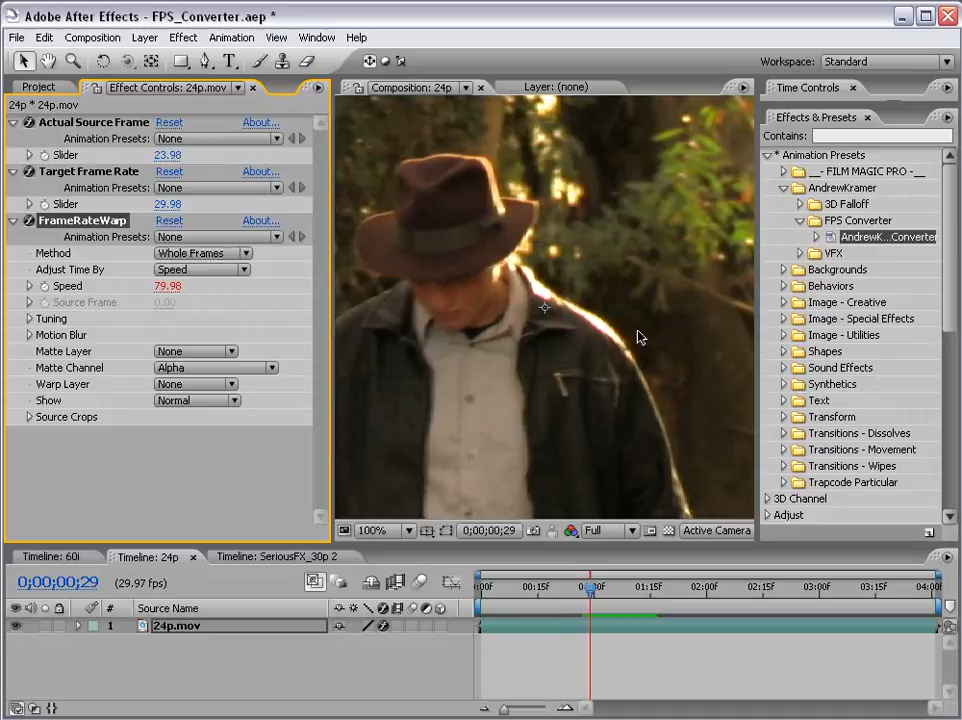 Adobe After Effects - FPS_Converter.aep *
File Edit Composition Layer Effect Animation View Window Help
Workspace: Standard
Project Effect Controls: 24p.mov
Composition: 24p Layer: (none)
Time Controls
24p * 24p.mov
Actual Source Frame Reset About...
Animation Presets: None
Slider 23.98
Target Frame Rate Reset About...
Animation Presets: None
Slider 29.98
FrameRateWarp Reset About...
Animation Presets: None
Method Whole Frames
Adjust Time By Speed
Speed 79.98
Source Frame 0.00
Tuning
Motion Blur
Matte Layer None
Matte Channel Alpha
Warp Layer None
Show Normal
Source Crops
100% 0;00;00;29 Full Active Camera
Effects & Presets
Contains:
* Animation Presets
__- FILM MAGIC PRO -__
AndrewKramer
3D Falloff
FPS Converter
AndrewK...Converter
VFX
Backgrounds
Behaviors
Image - Creative
Image - Special Effects
Image - Utilities
Shapes
Sound Effects
Synthetics
Text
Transform
Transitions - Dissolves
Transitions - Movement
Transitions - Wipes
Trapcode Particular
3D Channel
Adjust
Timeline: 60i Timeline: 24p Timeline: SeriousFX_30p 2
0;00;00;29 (29.97 fps)
00:15F 01:15F 02:00F 02:15F 03:00F 03:15F
# Source Name
1 24p.mov